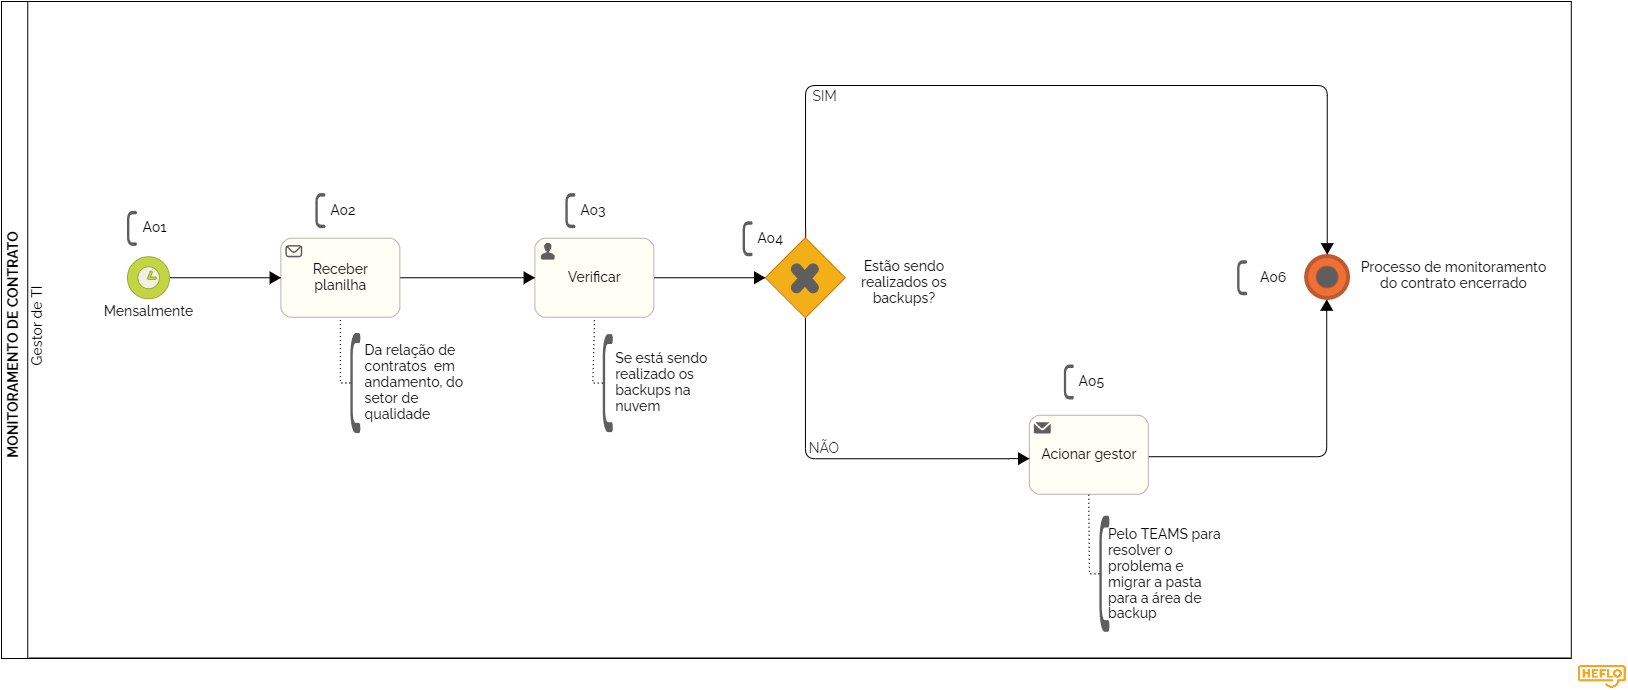 MONITORAMENTO DE CONTRATO
Gestor de TI
A01
Mensalmente
A02
Receber
planilha
Da relação de
contratos em
andamento, do
setor de
qualidade
A03
Verificar
Se está sendo
realizado os
backups na
nuvem
A04
Estão sendo
realizados os
backups?
SIM
NÃO
A05
Acionar gestor
Pelo TEAMS para
resolver o
problema e
migrar a pasta
para a área de
backup
A06
Processo de monitoramento
do contrato encerrado
HEFLO